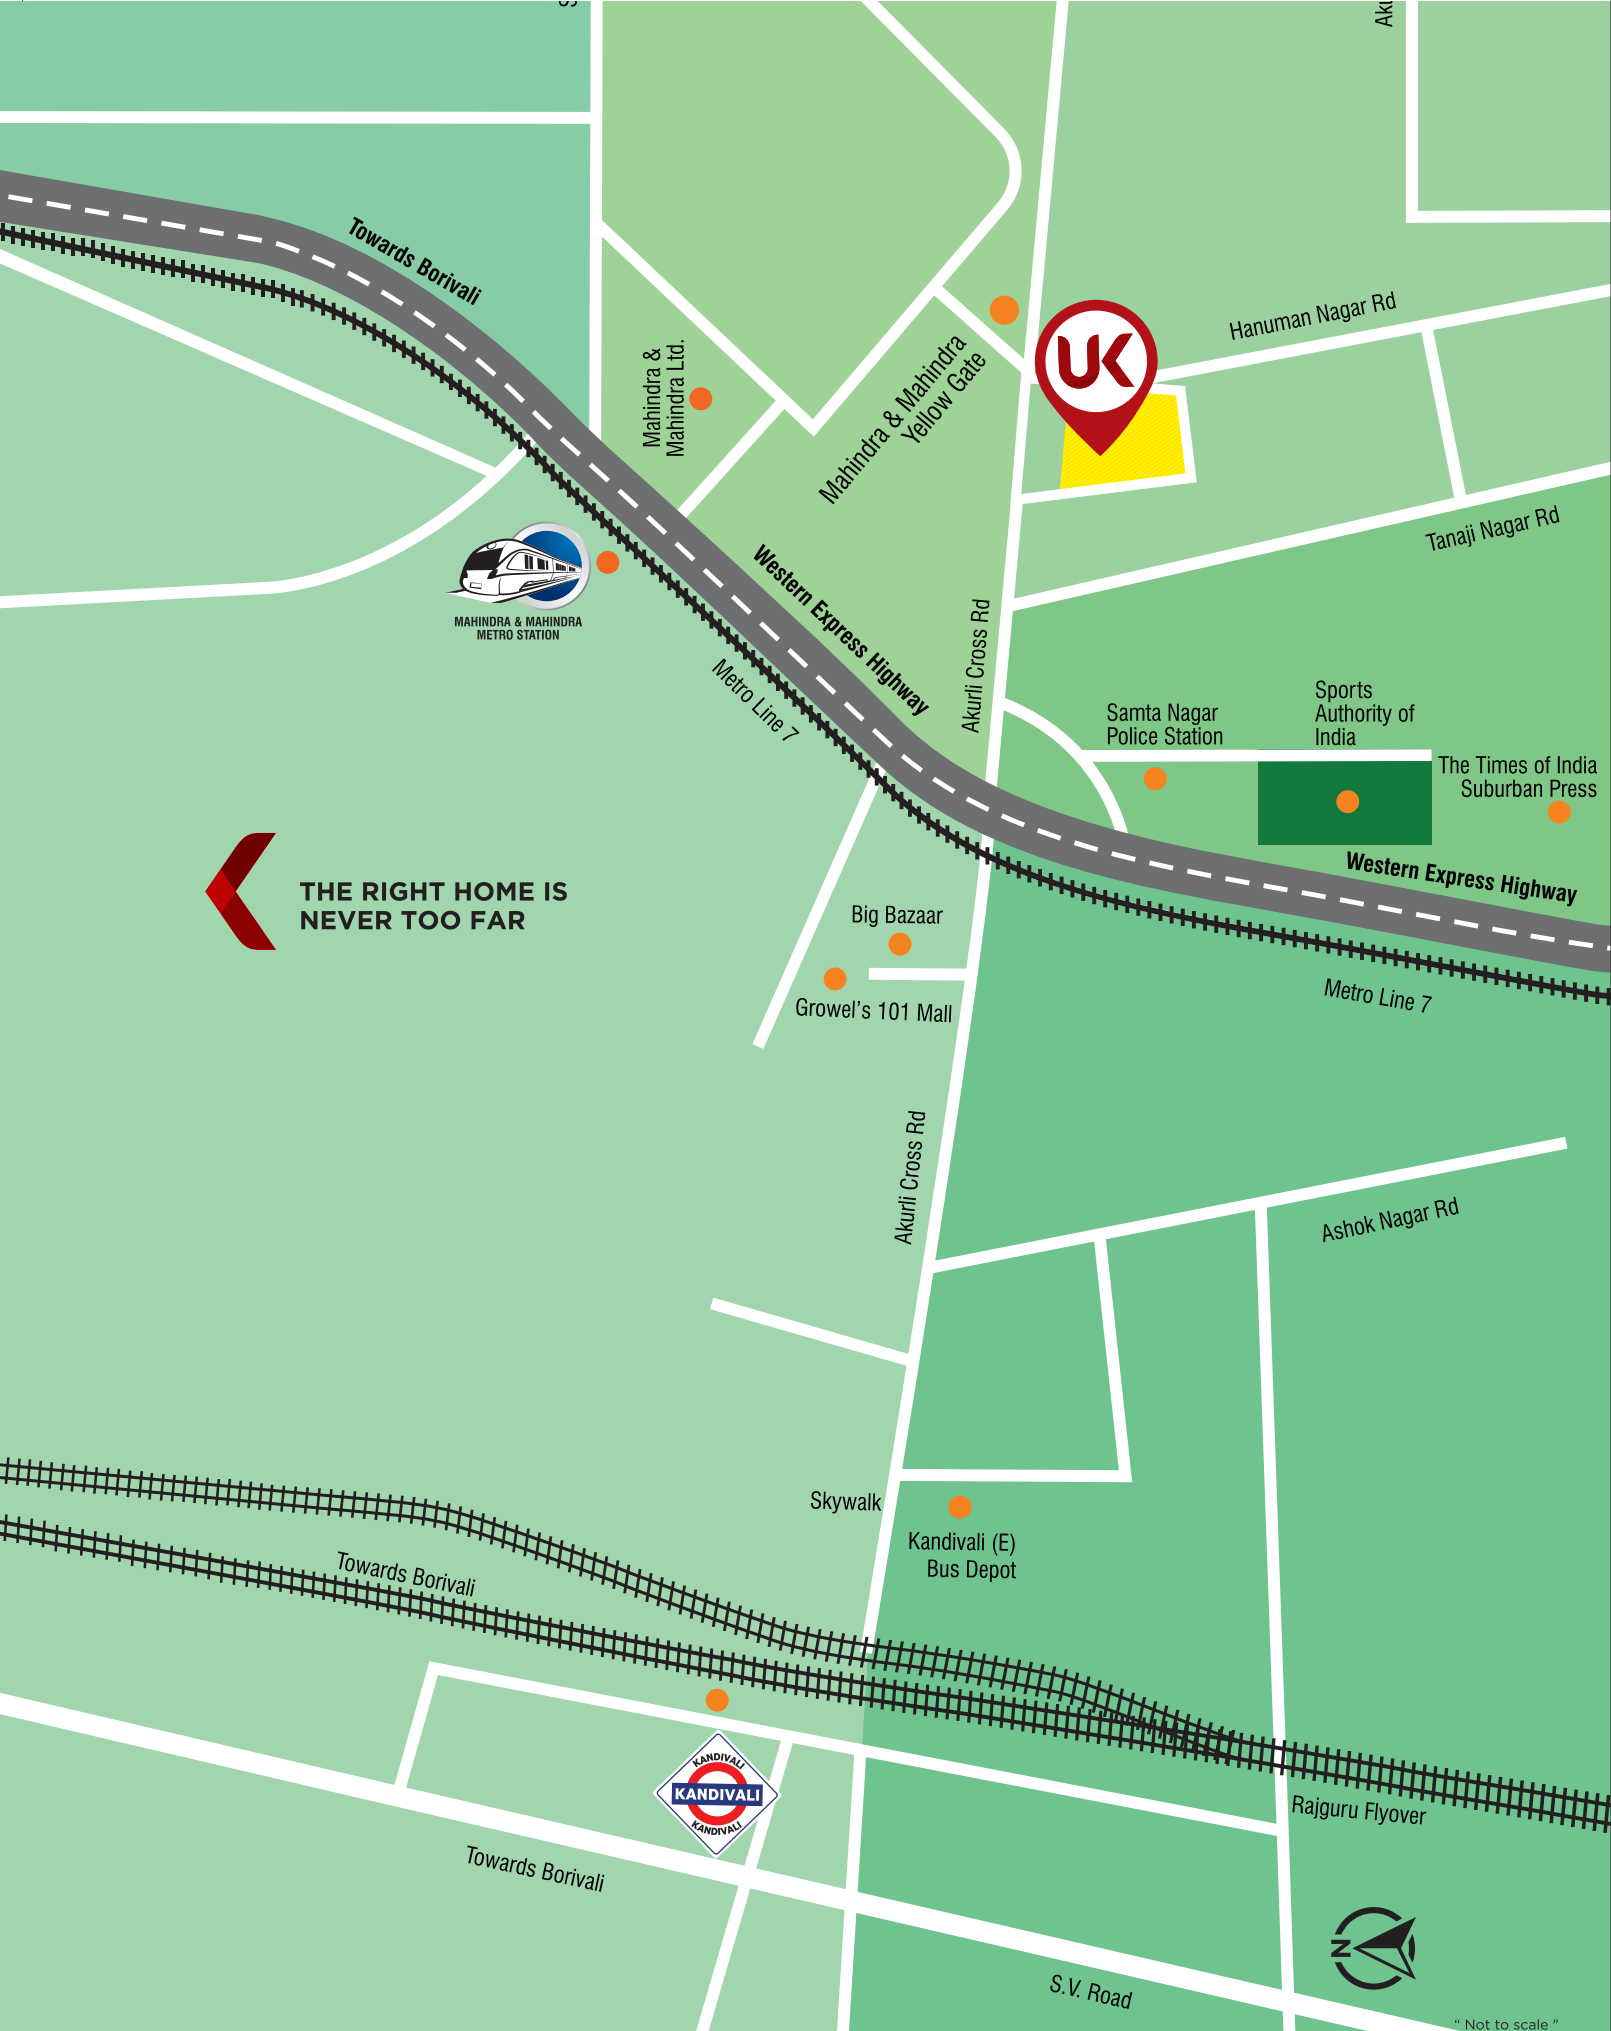 Towards Borivali
Hanuman Nagar Rd
UK
Mahindra &
Mahindra Ltd.
Mahindra & Mahindra
Yellow Gate
Tanaji Nagar Rd
Western Express Highway
MAHINDRA & MAHINDRA
METRO STATION
Akurli Cross Rd
Metro Line 7
Samta Nagar
Police Station
Sports
Authority of
India
The Times of India
Suburban Press
Western Express Highway
THE RIGHT HOME IS
NEVER TOO FAR
Big Bazaar
Growel's 101 Mall
Metro Line 7
Akurli Cross Rd
Ashok Nagar Rd
Skywalk
Kandivali (E)
Bus Depot
Towards Borivali
KANDIVALI
KANDIVALI
KANDIVALI
Rajguru Flyover
Towards Borivali
N
S.V. Road
“ Not to scale ”